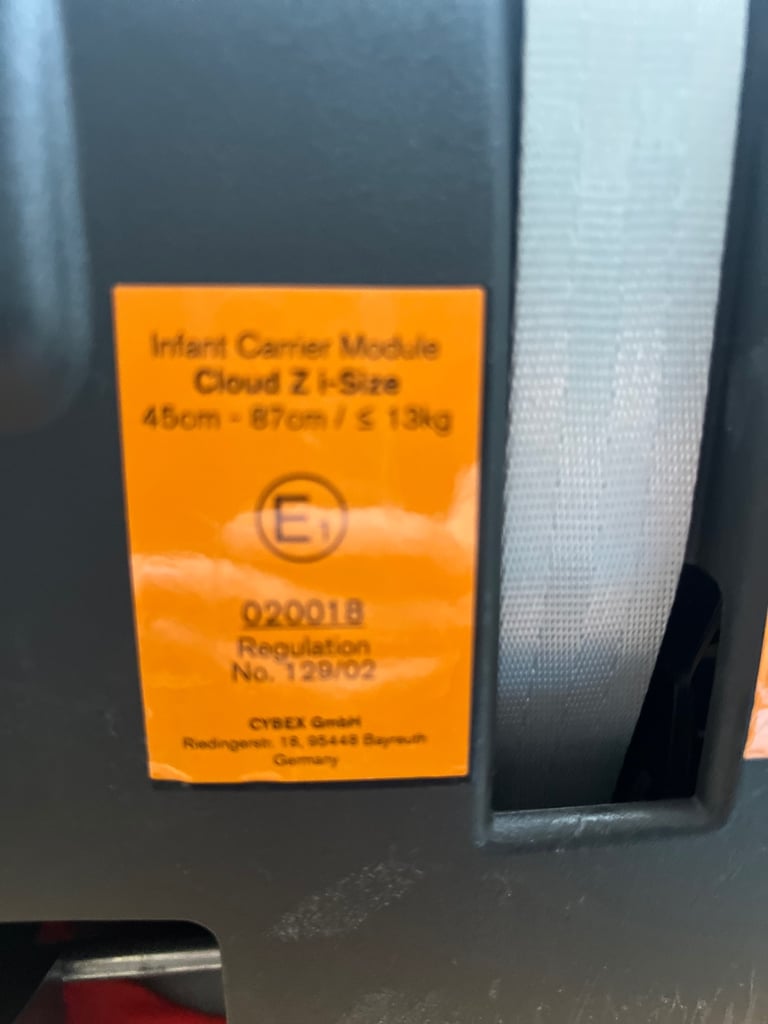 Infant Carrier Module
Cloud Z i-Size
45cm - 87cm / ≤ 13kg
E1
020018
Regulation
No. 129/02
CYBEX GmbH
Riedingerstr. 18, 95448 Bayreuth
Germany